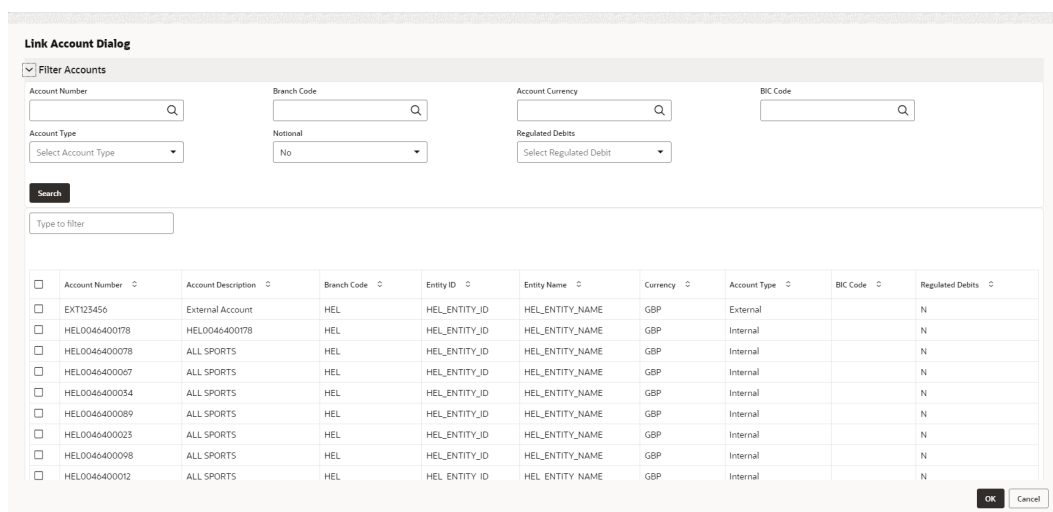 Link Account Dialog
Filter Accounts
Account Number Branch Code Account Currency BIC Code
Account Type Notional Regulated Debits
Select Account Type No Select Regulated Debit
Search
Type to filter
Account Number Account Description Branch Code Entity ID Entity Name Currency Account Type BIC Code Regulated Debits
EXT123456 External Account HEL HEL_ENTITY_ID HEL_ENTITY_NAME GBP External N
HEL0046400178 HEL0046400178 HEL HEL_ENTITY_ID HEL_ENTITY_NAME GBP Internal N
HEL0046400078 ALL SPORTS HEL HEL_ENTITY_ID HEL_ENTITY_NAME GBP Internal N
HEL0046400067 ALL SPORTS HEL HEL_ENTITY_ID HEL_ENTITY_NAME GBP Internal N
HEL0046400034 ALL SPORTS HEL HEL_ENTITY_ID HEL_ENTITY_NAME GBP Internal N
HEL0046400089 ALL SPORTS HEL HEL_ENTITY_ID HEL_ENTITY_NAME GBP Internal N
HEL0046400023 ALL SPORTS HEL HEL_ENTITY_ID HEL_ENTITY_NAME GBP Internal N
HEL0046400098 ALL SPORTS HEL HEL_ENTITY_ID HEL_ENTITY_NAME GBP Internal N
HEL0046400012 ALL SPORTS HEL HEL_ENTITY_ID HEL_ENTITY_NAME GBP Internal N
OK Cancel